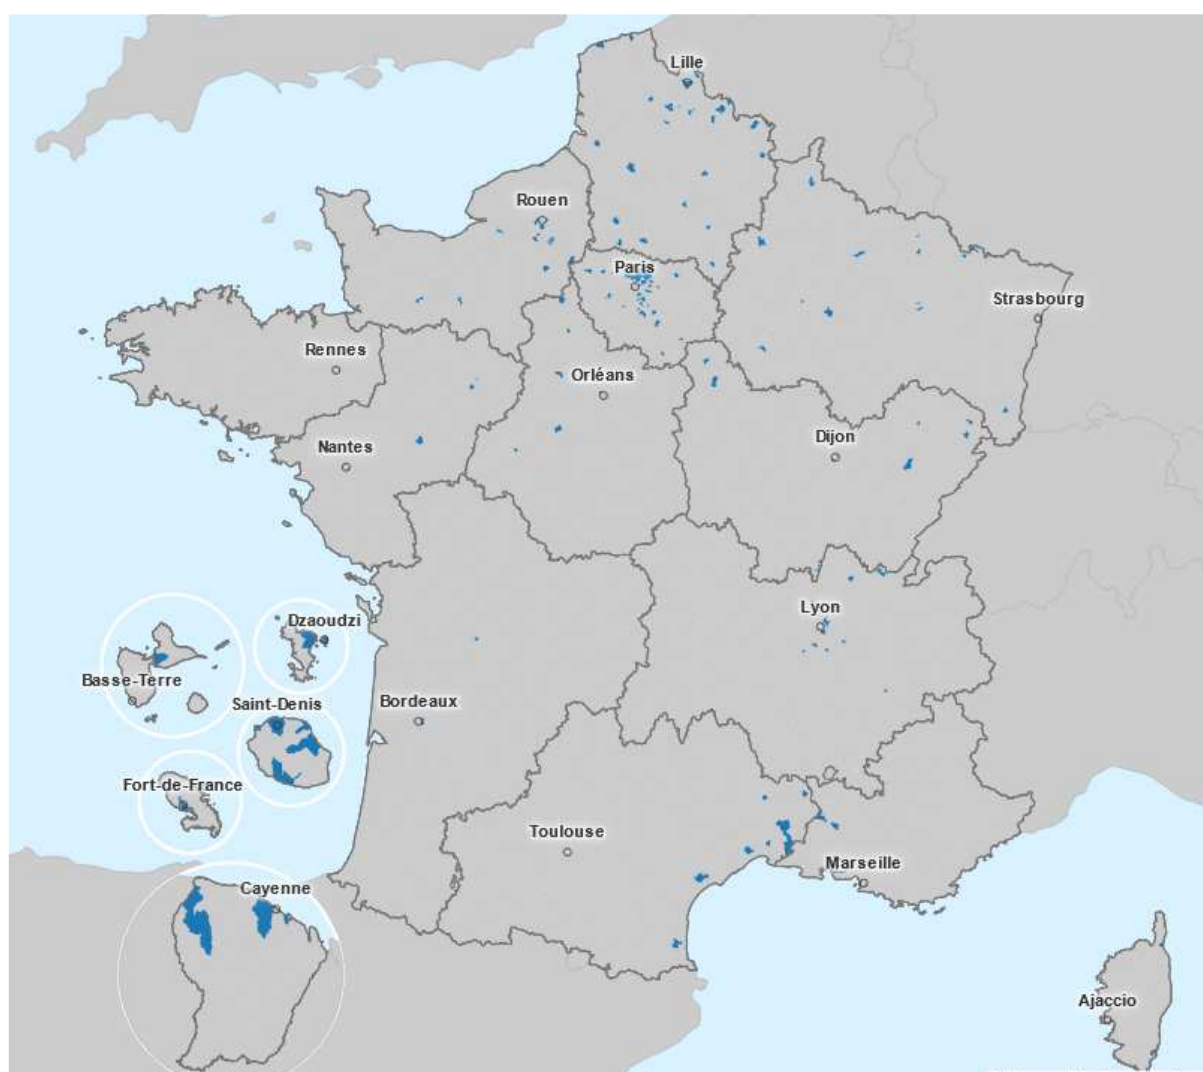 Lille
Rouen
Paris
Strasbourg
Rennes
Orléans
Nantes
Dijon
Dzaoudzi
Lyon
Basse-Terre
Saint-Denis
Bordeaux
Fort-de-France
Toulouse
Marseille
Cayenne
Ajaccio